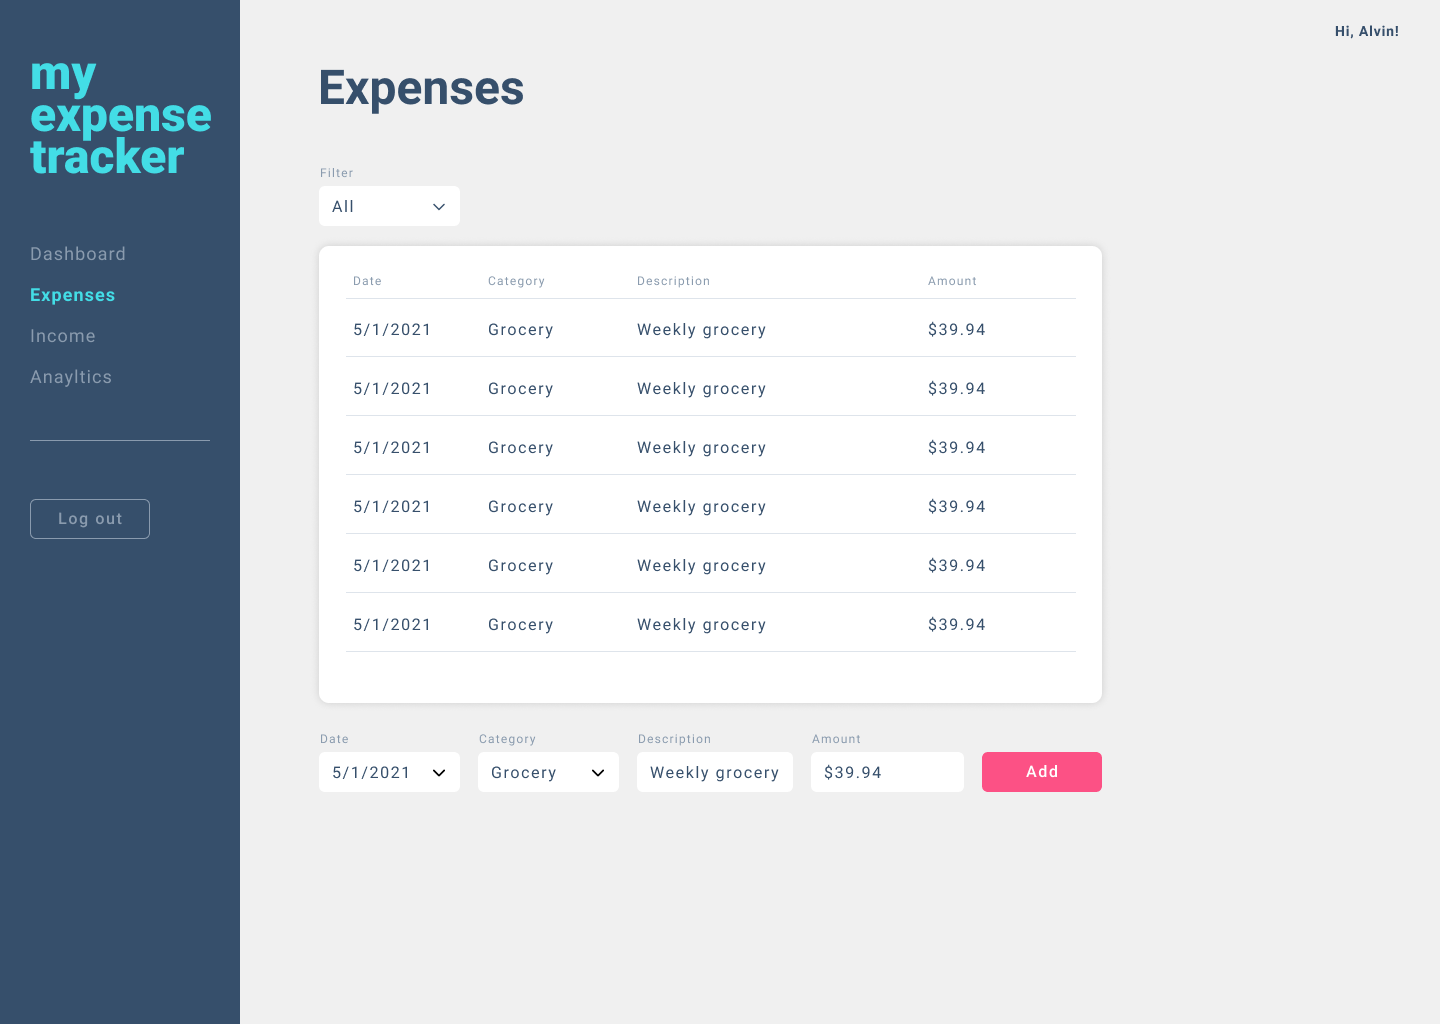 my
expense
tracker
Dashboard
Expenses
Income
Anayltics
Log out
Hi, Alvin!
Expenses
Filter
All
Date Category Description Amount
5/1/2021 Grocery Weekly grocery $39.94
5/1/2021 Grocery Weekly grocery $39.94
5/1/2021 Grocery Weekly grocery $39.94
5/1/2021 Grocery Weekly grocery $39.94
5/1/2021 Grocery Weekly grocery $39.94
5/1/2021 Grocery Weekly grocery $39.94
Date Category Description Amount
5/1/2021 Grocery Weekly grocery $39.94 Add